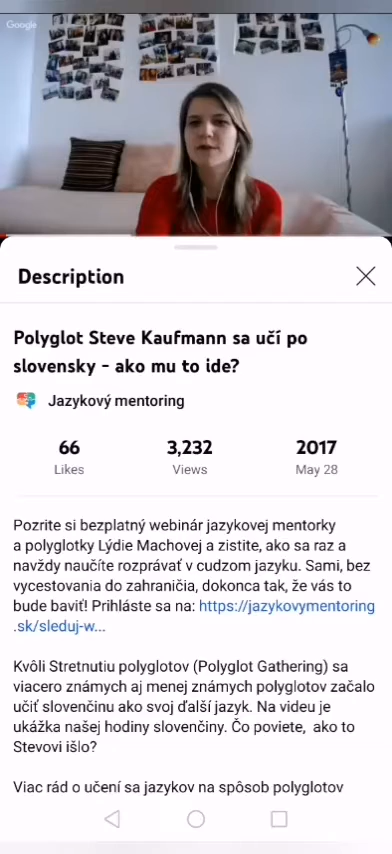 Google
Description
Polyglot Steve Kaufmann sa učí po
slovensky - ako mu to ide?
Jazykový mentoring
66 3,232 2017
Likes Views May 28
Pozrite si bezplatný webinár jazykovej mentorky
a polyglotky Lýdie Machovej a zistite, ako sa raz a
navždy naučíte rozprávať v cudzom jazyku. Sami, bez
vycestovania do zahraničia, dokonca tak, že vás to
bude baviť! Prihláste sa na: https://jazykovymentoring
.sk/sleduj-w...
Kvôli Stretnutiu polyglotov (Polyglot Gathering) sa
viacero známych aj menej známych polyglotov začalo
učiť slovenčinu ako svoj ďalší jazyk. Na videu je
ukážka našej hodiny slovenčiny. Čo poviete, ako to
Stevovi išlo?
Viac rád o učení sa jazykov na spôsob polyglotov